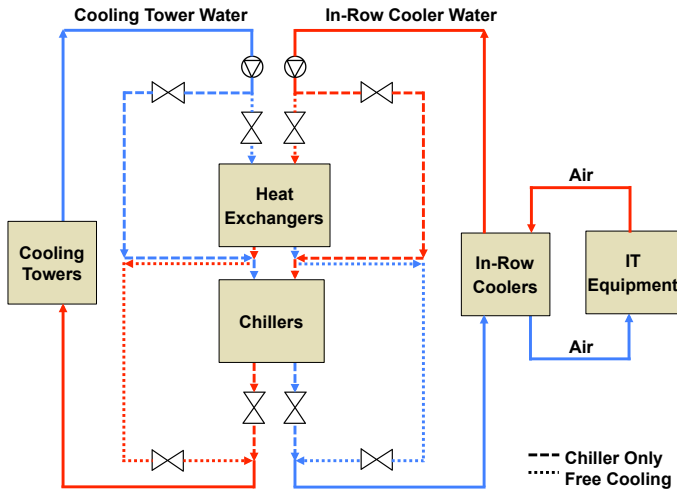 Cooling Tower Water
In-Row Cooler Water
Heat
Exchangers
Air
Cooling
Towers
In-Row
Coolers
IT
Equipment
Chillers
Air
Chiller Only
Free Cooling